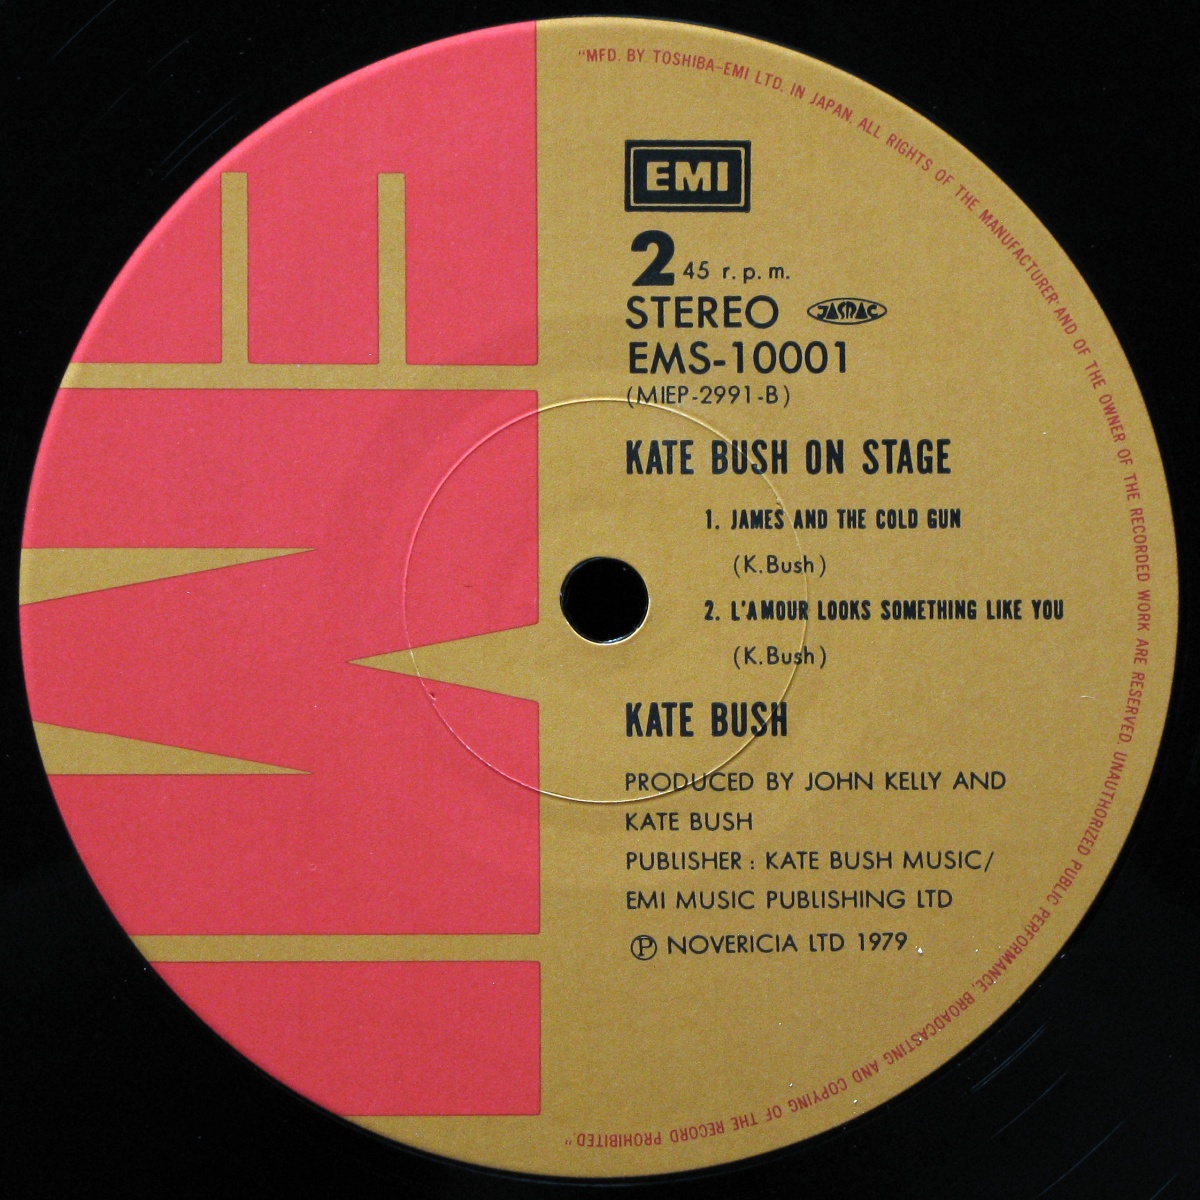 "MFD. BY TOSHIBA-EMI LTD. IN JAPAN. ALL RIGHTS OF THE MANUFACTURER AND OF THE OWNER OF THE RECORDED WORK ARE RESERVED. UNAUTHORIZED PUBLIC PERFORMANCE, BROADCASTING AND COPYING OF THE RECORD PROHIBITED."
EMI
2 45 r.p.m.
STEREO JASRAC
EMS-10001
(MIEP-2991-B)
KATE BUSH ON STAGE
1. JAMES AND THE COLD GUN
(K.Bush)
2. L'AMOUR LOOKS SOMETHING LIKE YOU
(K.Bush)
KATE BUSH
PRODUCED BY JOHN KELLY AND
KATE BUSH
PUBLISHER : KATE BUSH MUSIC/
EMI MUSIC PUBLISHING LTD
Ⓟ NOVERICIA LTD 1979
EMI